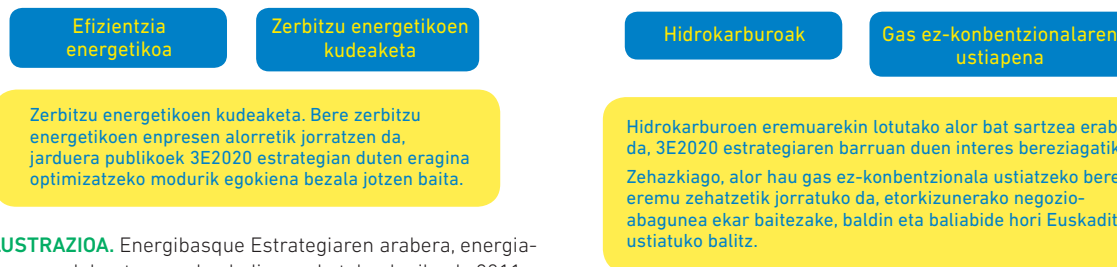 Efizientzia
energetikoa
Zerbitzu energetikoen
kudeaketa
Zerbitzu energetikoen kudeaketa. Bere zerbitzu
energetikoen enpresen alorretik jorratzen da,
jarduera publikoek 3E2020 estrategian duten eragina
optimizatzeko modurik egokiena bezala jotzen baita.
USTRAZIOA. Energibasque Estrategiaren arabera, energia-
Hidrokarburoak
Gas ez-konbentzionalaren
ustiapena
Hidrokarburoen eremuarekin lotutako alor bat sartzea erab
da, 3E2020 estrategiaren barruan duen interes bereziagatik
Zehazkiago, alor hau gas ez-konbentzionala ustiatzeko bere
eremu zehatzetik jorratuko da, etorkizunerako negozio-
abagunea ekar baitezake, baldin eta baliabide hori Euskadit
ustiatuko balitz.